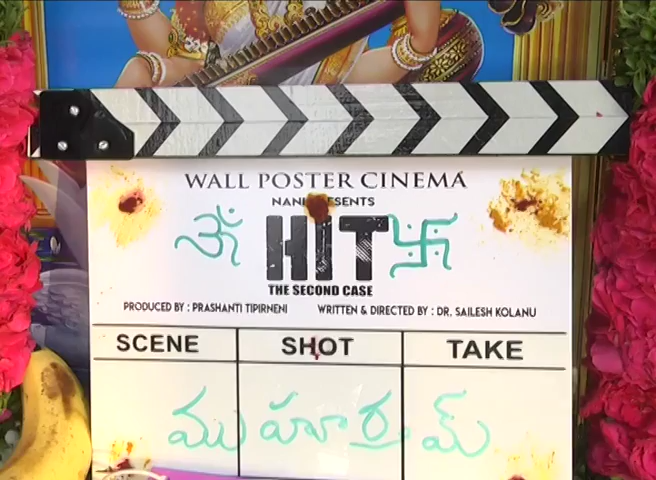 WALL POSTER CINEMA
NANI PRESENTS
ॐ HIT 卐
THE SECOND CASE
PRODUCED BY : PRASHANTI TIPIRNENI WRITTEN & DIRECTED BY : DR. SAILESH KOLANU
SCENE SHOT TAKE
ముహూర్తమ్